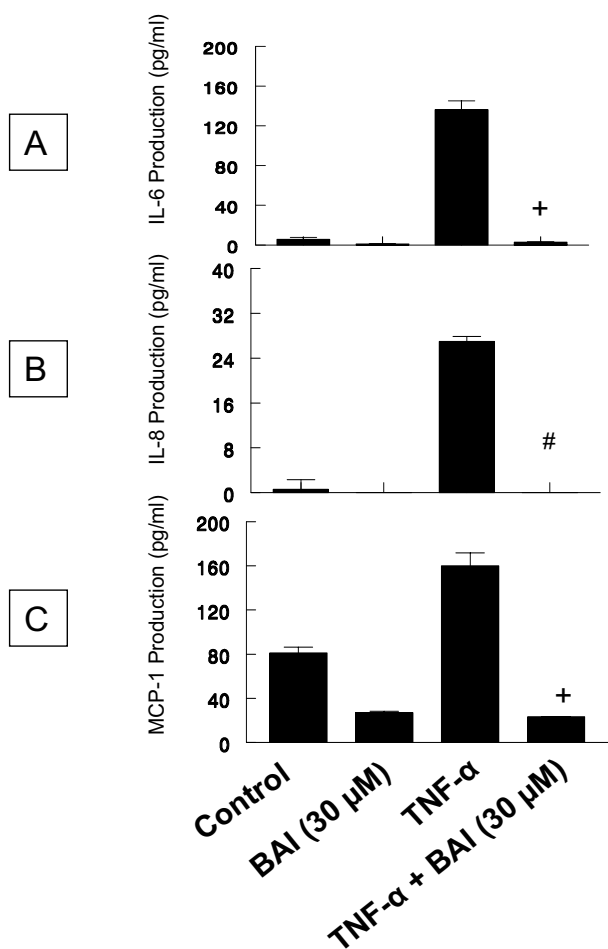 A
IL-6 Production (pg/ml)
200
160
120
80
40
0
+
B
IL-8 Production (pg/ml)
40
32
24
16
8
0
#
C
MCP-1 Production (pg/ml)
200
160
120
80
40
0
+
Control
BAI (30 µM)
TNF-α
TNF-α + BAI (30 µM)